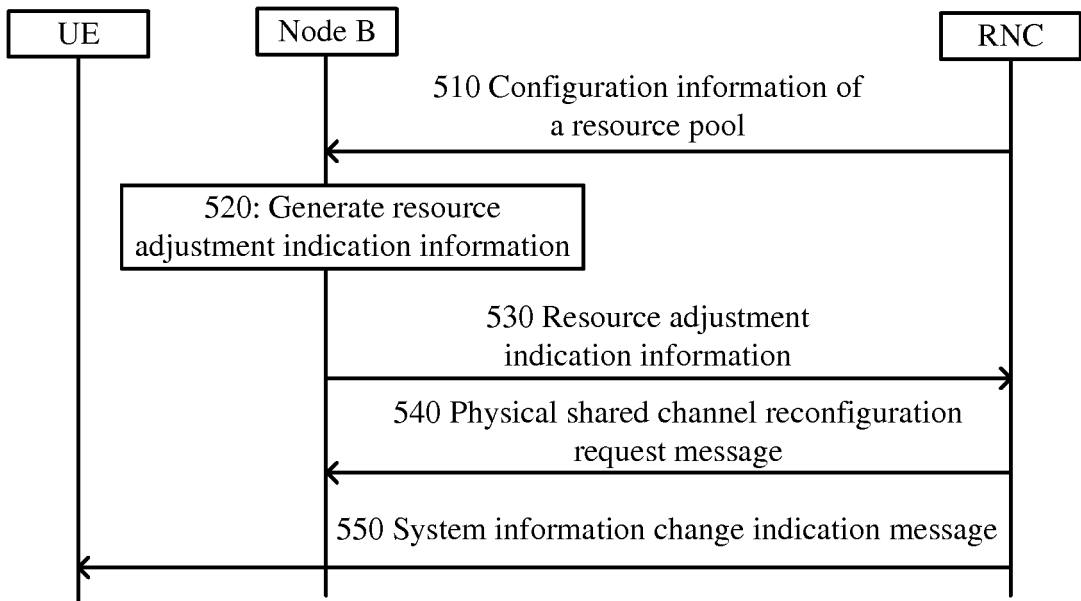 UE
Node B
RNC
510 Configuration information of
a resource pool
520: Generate resource
adjustment indication information
530 Resource adjustment
indication information
540 Physical shared channel reconfiguration
request message
550 System information change indication message